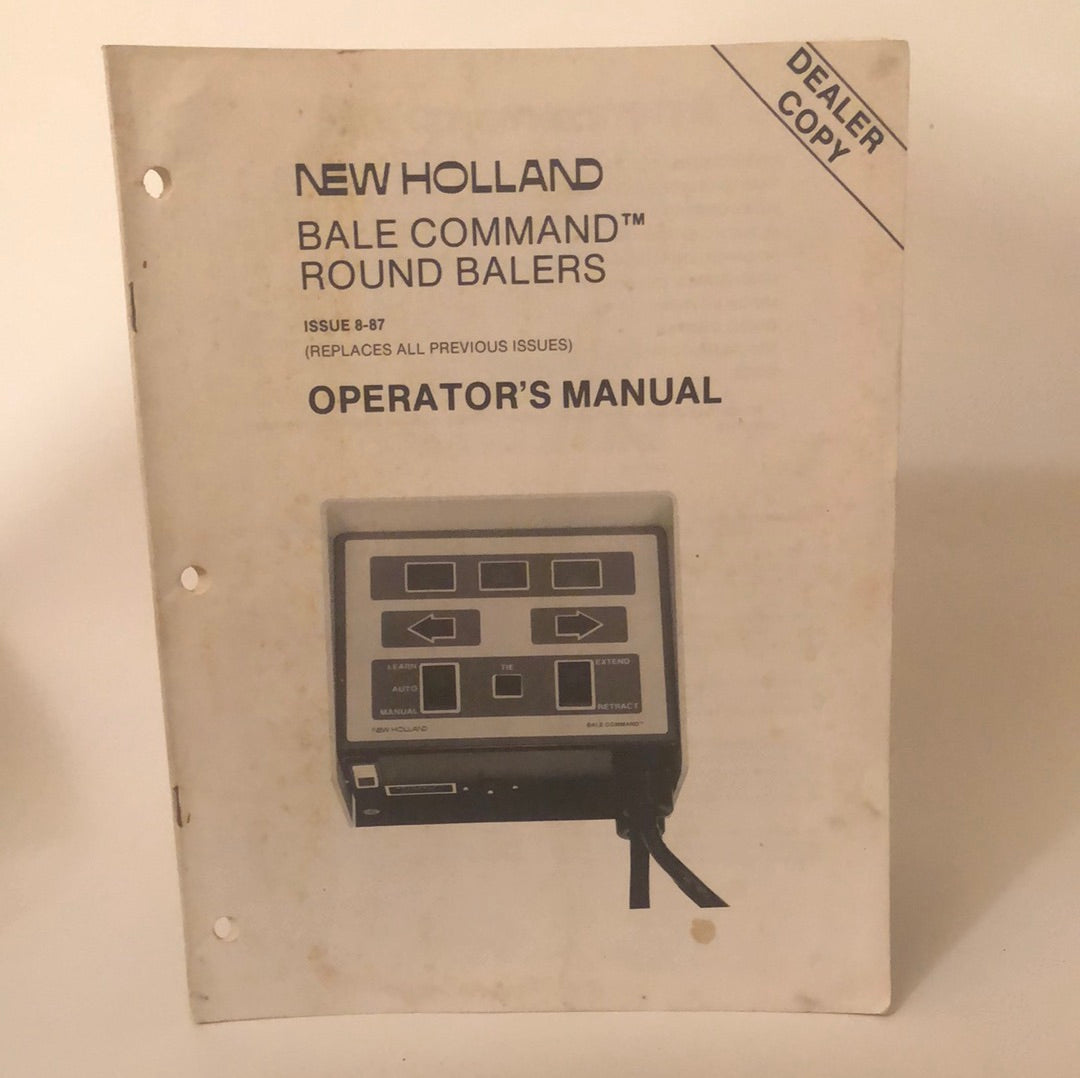 DEALER
COPY
NEW HOLLAND
BALE COMMAND™
ROUND BALERS
ISSUE 8-87
(REPLACES ALL PREVIOUS ISSUES)
OPERATOR'S MANUAL
LEARN
AUTO
MANUAL
TIE
EXTEND
RETRACT
NEW HOLLAND
BALE COMMAND™